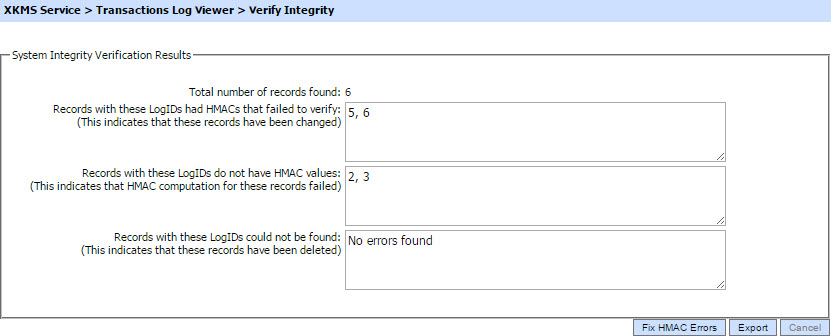 XKMS Service > Transactions Log Viewer > Verify Integrity
System Integrity Verification Results
Total number of records found: 6
Records with these LogIDs had HMACs that failed to verify:
(This indicates that these records have been changed)
5, 6
Records with these LogIDs do not have HMAC values:
(This indicates that HMAC computation for these records failed)
2, 3
Records with these LogIDs could not be found:
(This indicates that these records have been deleted)
No errors found
Fix HMAC Errors Export Cancel